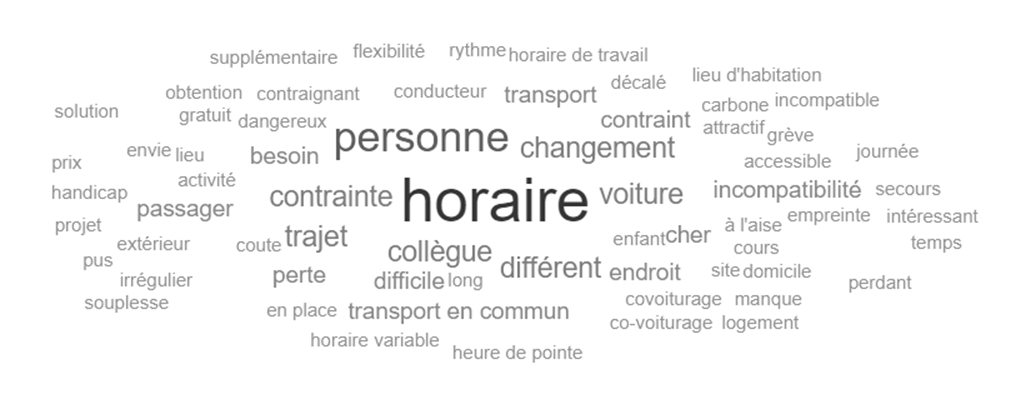 supplémentaire flexibilité rythme horaire de travail
lieu d'habitation
obtention contraignant conducteur transport décalé
solution gratuit dangereux contraint carbone incompatible
attractif grève
personne changement
envie lieu besoin accessible journée
prix
handicap activité contrainte horaire voiture incompatibilité secours
passager empreinte intéressant
projet à l'aise
extérieur coute trajet enfant cher cours temps
pus collègue
irrégulier perte difficile long différent endroit site domicile perdant
souplesse en place transport en commun covoiturage manque
co-voiturage logement
horaire variable
heure de pointe